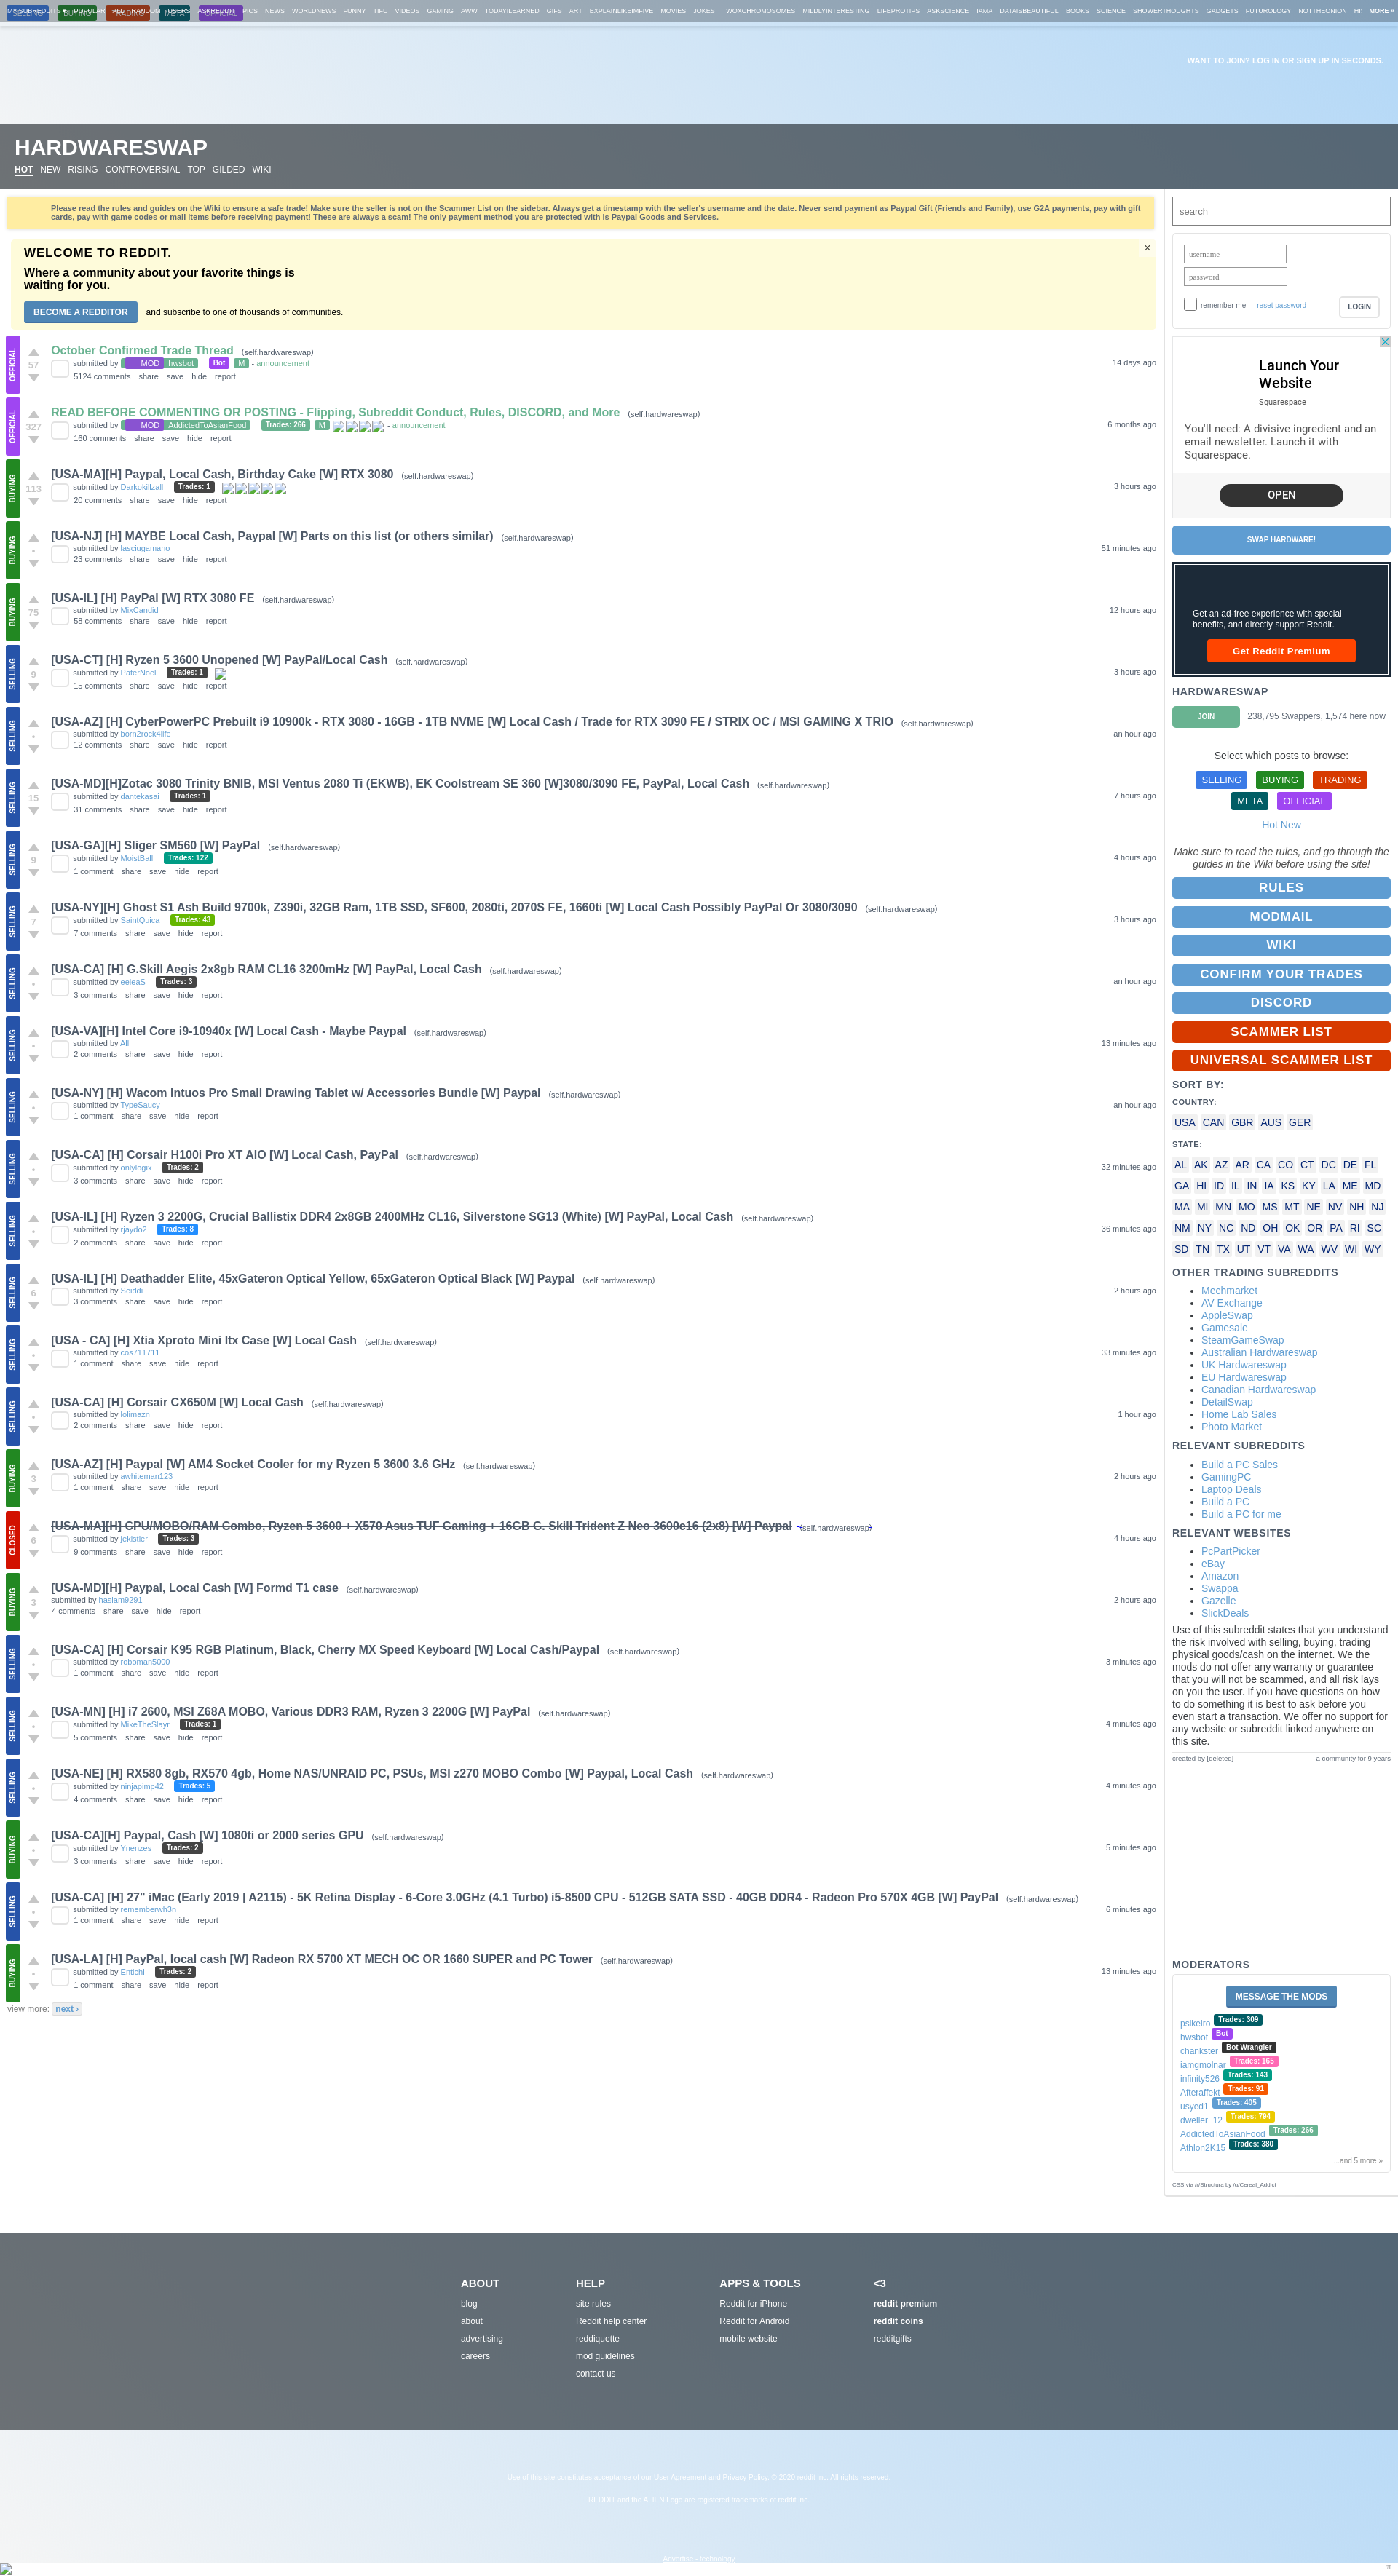 MY SUBREDDITS▼ POPULAR ALL RANDOM USERS ASKREDDIT PICS NEWS WORLDNEWS FUNNY TIFU VIDEOS GAMING AWW TODAYILEARNED GIFS ART EXPLAINLIKEIMFIVE MOVIES JOKES TWOXCHROMOSOMES MILDLYINTERESTING LIFEPROTIPS ASKSCIENCE IAMA DATAISBEAUTIFUL BOOKS SCIENCE SHOWERTHOUGHTS GADGETS FUTUROLOGY NOTTHEONION MORE »
SELLING BUYING TRADING META OFFICIAL
WANT TO JOIN? LOG IN OR SIGN UP IN SECONDS.
HARDWARESWAP
HOT NEW RISING CONTROVERSIAL TOP GILDED WIKI
Please read the rules and guides on the Wiki to ensure a safe trade! Make sure the seller is not on the Scammer List on the sidebar. Always get a timestamp with the seller's username and the date. Never send payment as Paypal Gift (Friends and Family), use G2A payments, pay with gift
cards, pay with game codes or mail items before receiving payment! These are always a scam! The only payment method you are protected with is Paypal Goods and Services.
WELCOME TO REDDIT.
×
Where a community about your favorite things is
waiting for you.
BECOME A REDDITOR and subscribe to one of thousands of communities.
OFFICIAL
57
October Confirmed Trade Thread (self.hardwareswap)
submitted by MOD hwsbot Bot M - announcement
14 days ago
5124 comments share save hide report
OFFICIAL
327
READ BEFORE COMMENTING OR POSTING - Flipping, Subreddit Conduct, Rules, DISCORD, and More (self.hardwareswap)
submitted by MOD AddictedToAsianFood Trades: 266 M - announcement
6 months ago
160 comments share save hide report
BUYING
113
[USA-MA][H] Paypal, Local Cash, Birthday Cake [W] RTX 3080 (self.hardwareswap)
submitted by Darkokillzall Trades: 1
3 hours ago
20 comments share save hide report
BUYING
•
[USA-NJ] [H] MAYBE Local Cash, Paypal [W] Parts on this list (or others similar) (self.hardwareswap)
submitted by lasciugamano
51 minutes ago
23 comments share save hide report
BUYING
75
[USA-IL] [H] PayPal [W] RTX 3080 FE (self.hardwareswap)
submitted by MixCandid
12 hours ago
58 comments share save hide report
SELLING
9
[USA-CT] [H] Ryzen 5 3600 Unopened [W] PayPal/Local Cash (self.hardwareswap)
submitted by PaterNoel Trades: 1
3 hours ago
15 comments share save hide report
SELLING
•
[USA-AZ] [H] CyberPowerPC Prebuilt i9 10900k - RTX 3080 - 16GB - 1TB NVME [W] Local Cash / Trade for RTX 3090 FE / STRIX OC / MSI GAMING X TRIO (self.hardwareswap)
submitted by born2rock4life
an hour ago
12 comments share save hide report
SELLING
15
[USA-MD][H]Zotac 3080 Trinity BNIB, MSI Ventus 2080 Ti (EKWB), EK Coolstream SE 360 [W]3080/3090 FE, PayPal, Local Cash (self.hardwareswap)
submitted by dantekasai Trades: 1
7 hours ago
31 comments share save hide report
SELLING
9
[USA-GA][H] Sliger SM560 [W] PayPal (self.hardwareswap)
submitted by MoistBall Trades: 122
4 hours ago
1 comment share save hide report
SELLING
7
[USA-NY][H] Ghost S1 Ash Build 9700k, Z390i, 32GB Ram, 1TB SSD, SF600, 2080ti, 2070S FE, 1660ti [W] Local Cash Possibly PayPal Or 3080/3090 (self.hardwareswap)
submitted by SaintQuica Trades: 43
3 hours ago
7 comments share save hide report
SELLING
•
[USA-CA] [H] G.Skill Aegis 2x8gb RAM CL16 3200mHz [W] PayPal, Local Cash (self.hardwareswap)
submitted by eeleaS Trades: 3
an hour ago
3 comments share save hide report
SELLING
•
[USA-VA][H] Intel Core i9-10940x [W] Local Cash - Maybe Paypal (self.hardwareswap)
submitted by All_
13 minutes ago
2 comments share save hide report
SELLING
•
[USA-NY] [H] Wacom Intuos Pro Small Drawing Tablet w/ Accessories Bundle [W] Paypal (self.hardwareswap)
submitted by TypeSaucy
an hour ago
1 comment share save hide report
SELLING
•
[USA-CA] [H] Corsair H100i Pro XT AIO [W] Local Cash, PayPal (self.hardwareswap)
submitted by onlylogix Trades: 2
32 minutes ago
3 comments share save hide report
SELLING
•
[USA-IL] [H] Ryzen 3 2200G, Crucial Ballistix DDR4 2x8GB 2400MHz CL16, Silverstone SG13 (White) [W] PayPal, Local Cash (self.hardwareswap)
submitted by rjaydo2 Trades: 8
36 minutes ago
2 comments share save hide report
SELLING
6
[USA-IL] [H] Deathadder Elite, 45xGateron Optical Yellow, 65xGateron Optical Black [W] Paypal (self.hardwareswap)
submitted by Seiddi
2 hours ago
3 comments share save hide report
SELLING
•
[USA - CA] [H] Xtia Xproto Mini Itx Case [W] Local Cash (self.hardwareswap)
submitted by cos711711
33 minutes ago
1 comment share save hide report
SELLING
•
[USA-CA] [H] Corsair CX650M [W] Local Cash (self.hardwareswap)
submitted by lolimazn
1 hour ago
2 comments share save hide report
BUYING
3
[USA-AZ] [H] Paypal [W] AM4 Socket Cooler for my Ryzen 5 3600 3.6 GHz (self.hardwareswap)
submitted by awhiteman123
2 hours ago
1 comment share save hide report
CLOSED
6
[USA-MA][H] CPU/MOBO/RAM Combo, Ryzen 5 3600 + X570 Asus TUF Gaming + 16GB G. Skill Trident Z Neo 3600c16 (2x8) [W] Paypal (self.hardwareswap)
submitted by jekistler Trades: 3
4 hours ago
9 comments share save hide report
BUYING
3
[USA-MD][H] Paypal, Local Cash [W] Formd T1 case (self.hardwareswap)
submitted by haslam9291
2 hours ago
4 comments share save hide report
SELLING
•
[USA-CA] [H] Corsair K95 RGB Platinum, Black, Cherry MX Speed Keyboard [W] Local Cash/Paypal (self.hardwareswap)
submitted by roboman5000
3 minutes ago
1 comment share save hide report
SELLING
•
[USA-MN] [H] i7 2600, MSI Z68A MOBO, Various DDR3 RAM, Ryzen 3 2200G [W] PayPal (self.hardwareswap)
submitted by MikeTheSlayr Trades: 1
4 minutes ago
5 comments share save hide report
SELLING
•
[USA-NE] [H] RX580 8gb, RX570 4gb, Home NAS/UNRAID PC, PSUs, MSI z270 MOBO Combo [W] Paypal, Local Cash (self.hardwareswap)
submitted by ninjapimp42 Trades: 5
4 minutes ago
4 comments share save hide report
BUYING
•
[USA-CA][H] Paypal, Cash [W] 1080ti or 2000 series GPU (self.hardwareswap)
submitted by Ynenzes Trades: 2
5 minutes ago
3 comments share save hide report
SELLING
•
[USA-CA] [H] 27" iMac (Early 2019 | A2115) - 5K Retina Display - 6-Core 3.0GHz (4.1 Turbo) i5-8500 CPU - 512GB SATA SSD - 40GB DDR4 - Radeon Pro 570X 4GB [W] PayPal (self.hardwareswap)
submitted by rememberwh3n
6 minutes ago
1 comment share save hide report
BUYING
•
[USA-LA] [H] PayPal, local cash [W] Radeon RX 5700 XT MECH OC OR 1660 SUPER and PC Tower (self.hardwareswap)
submitted by Entichi Trades: 2
13 minutes ago
1 comment share save hide report
view more: next ›
search
username
password
remember me reset password LOGIN
Launch Your
Website
Squarespace
You'll need: A divisive ingredient and an
email newsletter. Launch it with
Squarespace.
OPEN
SWAP HARDWARE!
Get an ad-free experience with special
benefits, and directly support Reddit.
Get Reddit Premium
HARDWARESWAP
JOIN 238,795 Swappers, 1,574 here now
Select which posts to browse:
SELLING BUYING TRADING
META OFFICIAL
Hot New
Make sure to read the rules, and go through the
guides in the Wiki before using the site!
RULES
MODMAIL
WIKI
CONFIRM YOUR TRADES
DISCORD
SCAMMER LIST
UNIVERSAL SCAMMER LIST
SORT BY:
COUNTRY:
USA CAN GBR AUS GER
STATE:
AL AK AZ AR CA CO CT DC DE FL
GA HI ID IL IN IA KS KY LA ME MD
MA MI MN MO MS MT NE NV NH NJ
NM NY NC ND OH OK OR PA RI SC
SD TN TX UT VT VA WA WV WI WY
OTHER TRADING SUBREDDITS
• Mechmarket
• AV Exchange
• AppleSwap
• Gamesale
• SteamGameSwap
• Australian Hardwareswap
• UK Hardwareswap
• EU Hardwareswap
• Canadian Hardwareswap
• DetailSwap
• Home Lab Sales
• Photo Market
RELEVANT SUBREDDITS
• Build a PC Sales
• GamingPC
• Laptop Deals
• Build a PC
• Build a PC for me
RELEVANT WEBSITES
• PcPartPicker
• eBay
• Amazon
• Swappa
• Gazelle
• SlickDeals
Use of this subreddit states that you understand
the risk involved with selling, buying, trading
physical goods/cash on the internet. We the
mods do not offer any warranty or guarantee
that you will not be scammed, and all risk lays
on you the user. If you have questions on how
to do something it is best to ask before you
even start a transaction. We offer no support for
any website or subreddit linked anywhere on
this site.
created by [deleted] a community for 9 years
MODERATORS
MESSAGE THE MODS
psikeiro Trades: 309
hwsbot Bot
chankster Bot Wrangler
iamgmolnar Trades: 165
infinity526 Trades: 143
Afteraffekt Trades: 91
usyed1 Trades: 405
dweller_12 Trades: 794
AddictedToAsianFood Trades: 266
Athlon2K15 Trades: 380
...and 5 more »
CSS via /r/Structura by /u/Cereal_Addict
ABOUT
blog
about
advertising
careers
HELP
site rules
Reddit help center
reddiquette
mod guidelines
contact us
APPS & TOOLS
Reddit for iPhone
Reddit for Android
mobile website
<3
reddit premium
reddit coins
redditgifts
Use of this site constitutes acceptance of our User Agreement and Privacy Policy. © 2020 reddit inc. All rights reserved.
REDDIT and the ALIEN Logo are registered trademarks of reddit inc.
Advertise - technology
π